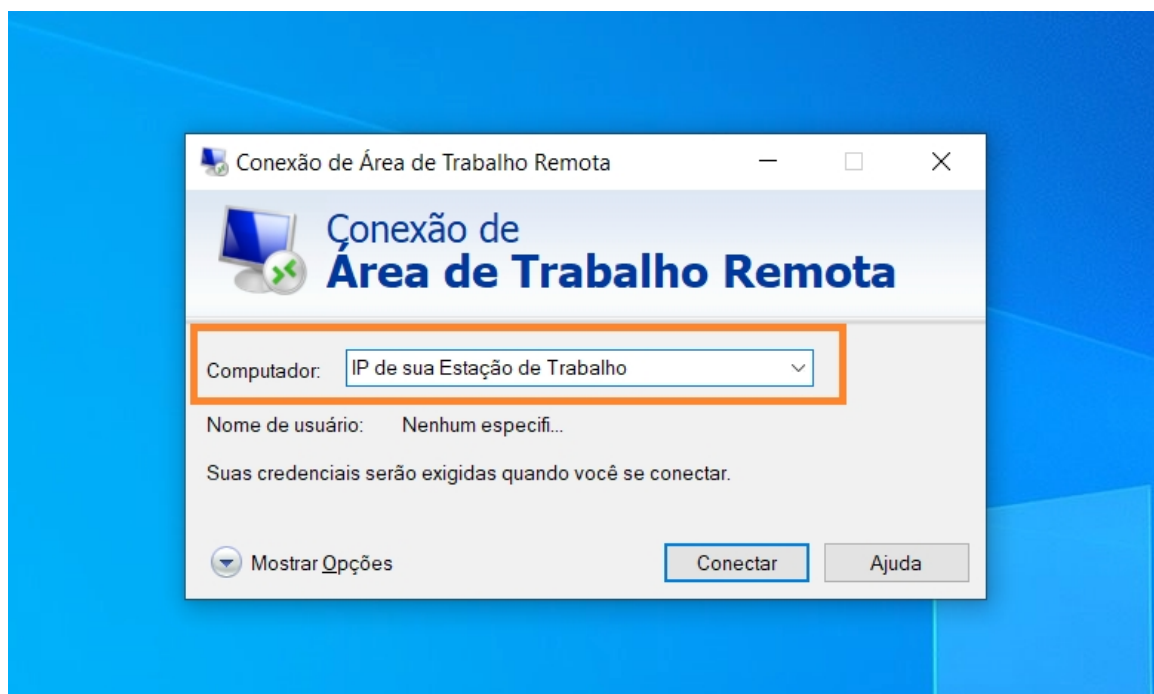 Conexão de Área de Trabalho Remota
Conexão de
Área de Trabalho Remota
Computador: IP de sua Estação de Trabalho
Nome de usuário: Nenhum especifi...
Suas credenciais serão exigidas quando você se conectar.
Mostrar Opções Conectar Ajuda